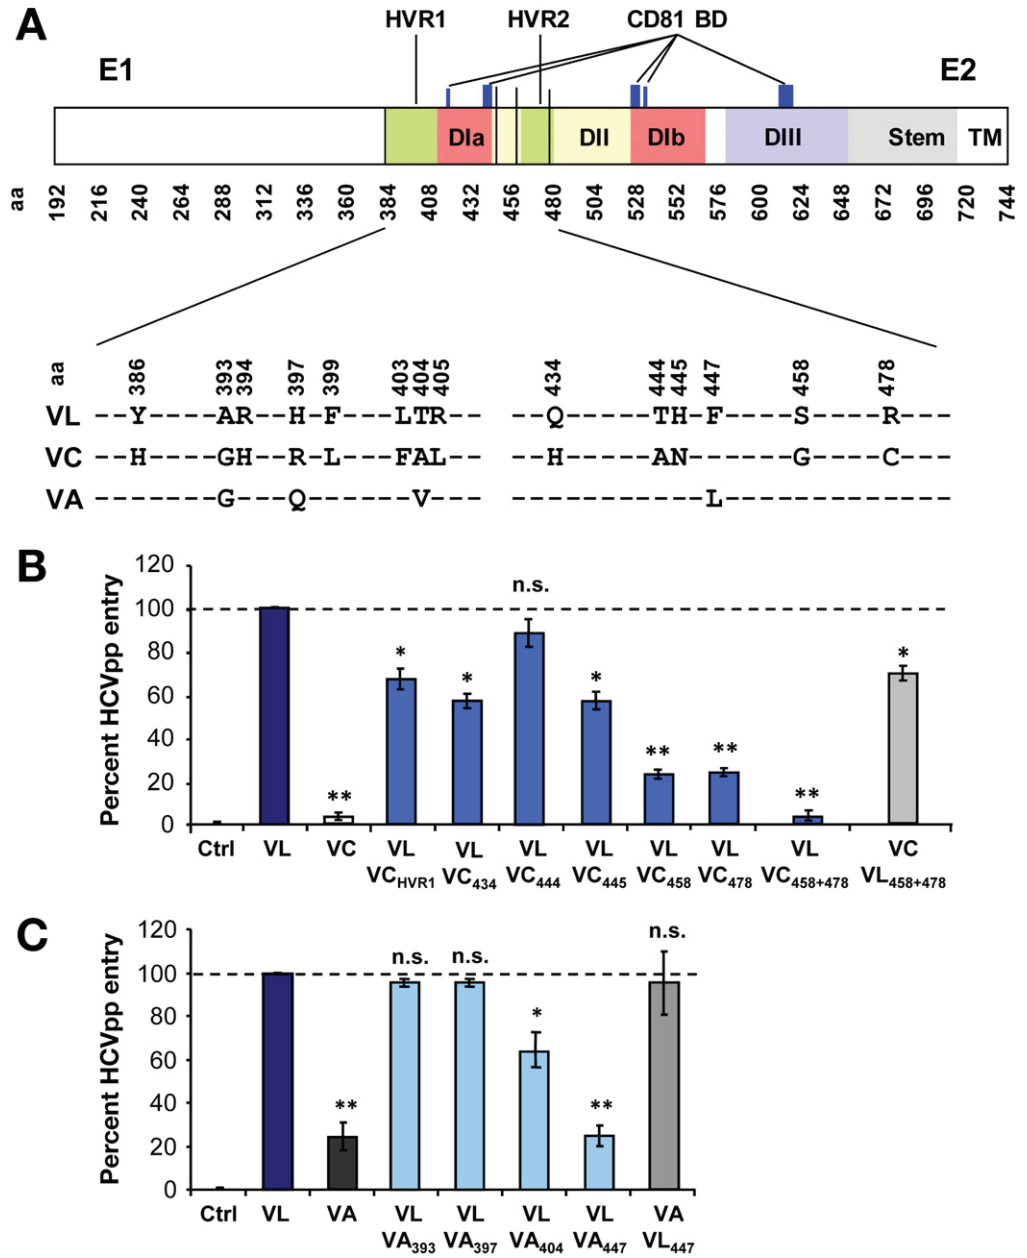 A
HVR1 HVR2 CD81 BD
E1 E2
DIa DII DIb DIII Stem TM
aa 192 216 240 264 288 312 336 360 384 408 432 456 480 504 528 552 576 600 624 648 672 696 720 744
aa 386 393 394 397 399 403 404 405 434 444 445 447 458 478
VL --Y----AR--H-F---LTR-- --Q-----TH-F----S----R---
VC --H----GH--R-L---FAL-- --H-----AN------G----C---
VA -------G---Q------V--- -----------L-------------
B
Percent HCVpp entry
120
100
80
60
40
20
0
n.s.
** * * * ** ** ** *
Ctrl VL VC VL VL VL VL VL VL VL VC
VCHVR1 VC434 VC444 VC445 VC458 VC478 VC458+478 VL458+478
C
Percent HCVpp entry
120
100
80
60
40
20
0
n.s. n.s. n.s.
** * **
Ctrl VL VA VL VL VL VL VA
VA393 VA397 VA404 VA447 VL447